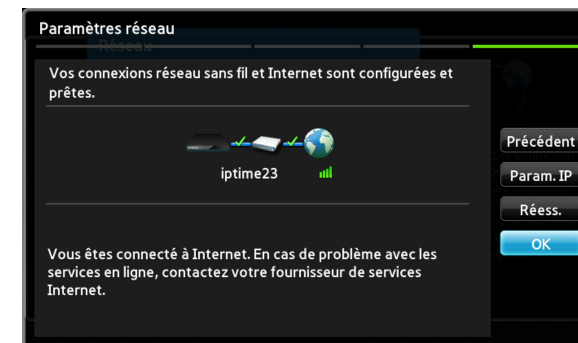 Paramètres réseau
Réseau
Vos connexions réseau sans fil et Internet sont configurées et
prêtes.
iptime23
Précédent
Param. IP
Réess.
OK
Vous êtes connecté à Internet. En cas de problème avec les
services en ligne, contactez votre fournisseur de services
Internet.